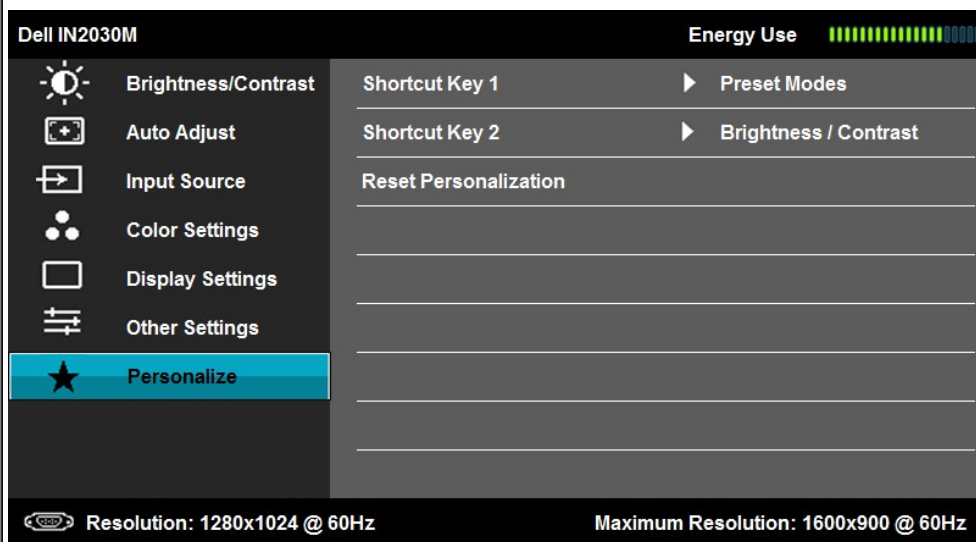 Dell IN2030M Energy Use
Brightness/Contrast
Auto Adjust
Input Source
Color Settings
Display Settings
Other Settings
Personalize
Shortcut Key 1 Preset Modes
Shortcut Key 2 Brightness / Contrast
Reset Personalization
Resolution: 1280x1024 @ 60Hz Maximum Resolution: 1600x900 @ 60Hz